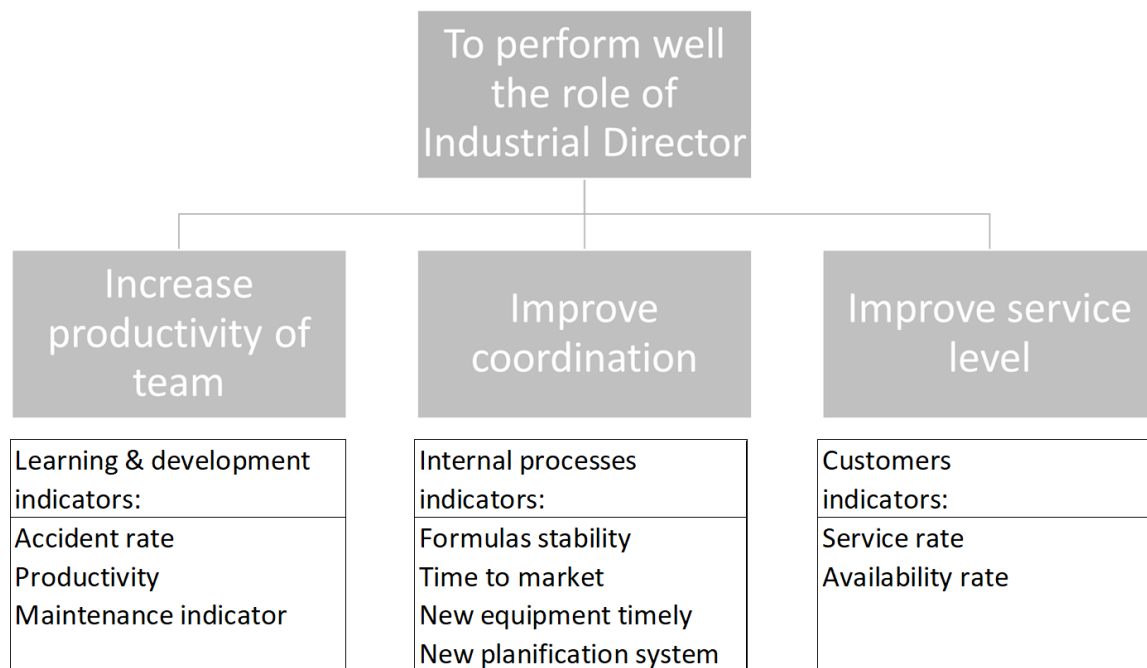 To perform well
the role of
Industrial Director
Increase
productivity of
team
Improve
coordination
Improve service
level
Learning & development
indicators:
Accident rate
Productivity
Maintenance indicator
Internal processes
indicators:
Formulas stability
Time to market
New equipment timely
New planification system
Customers
indicators:
Service rate
Availability rate